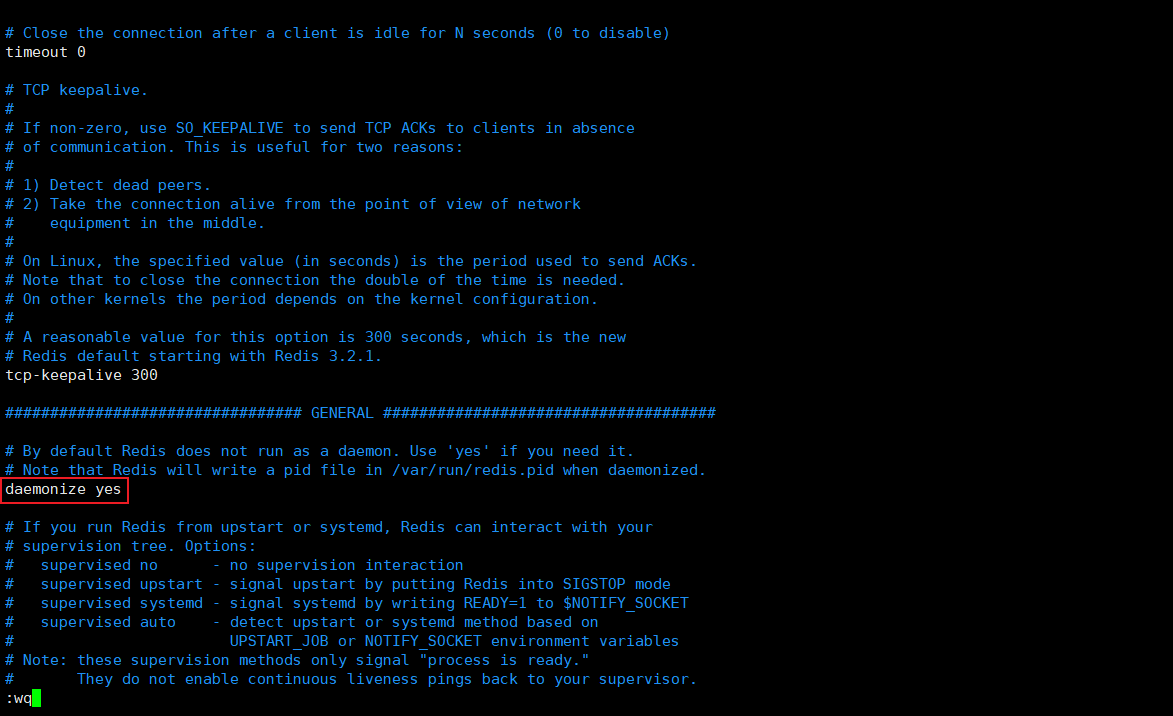 # Close the connection after a client is idle for N seconds (0 to disable)
timeout 0
# TCP keepalive.
#
# If non-zero, use SO_KEEPALIVE to send TCP ACKs to clients in absence
# of communication. This is useful for two reasons:
#
# 1) Detect dead peers.
# 2) Take the connection alive from the point of view of network
#    equipment in the middle.
#
# On Linux, the specified value (in seconds) is the period used to send ACKs.
# Note that to close the connection the double of the time is needed.
# On other kernels the period depends on the kernel configuration.
#
# A reasonable value for this option is 300 seconds, which is the new
# Redis default starting with Redis 3.2.1.
tcp-keepalive 300
################################# GENERAL #####################################
# By default Redis does not run as a daemon. Use 'yes' if you need it.
# Note that Redis will write a pid file in /var/run/redis.pid when daemonized.
daemonize yes
# If you run Redis from upstart or systemd, Redis can interact with your
# supervision tree. Options:
#   supervised no      - no supervision interaction
#   supervised upstart - signal upstart by putting Redis into SIGSTOP mode
#   supervised systemd - signal systemd by writing READY=1 to $NOTIFY_SOCKET
#   supervised auto    - detect upstart or systemd method based on
#                        UPSTART_JOB or NOTIFY_SOCKET environment variables
# Note: these supervision methods only signal "process is ready."
#       They do not enable continuous liveness pings back to your supervisor.
:wq